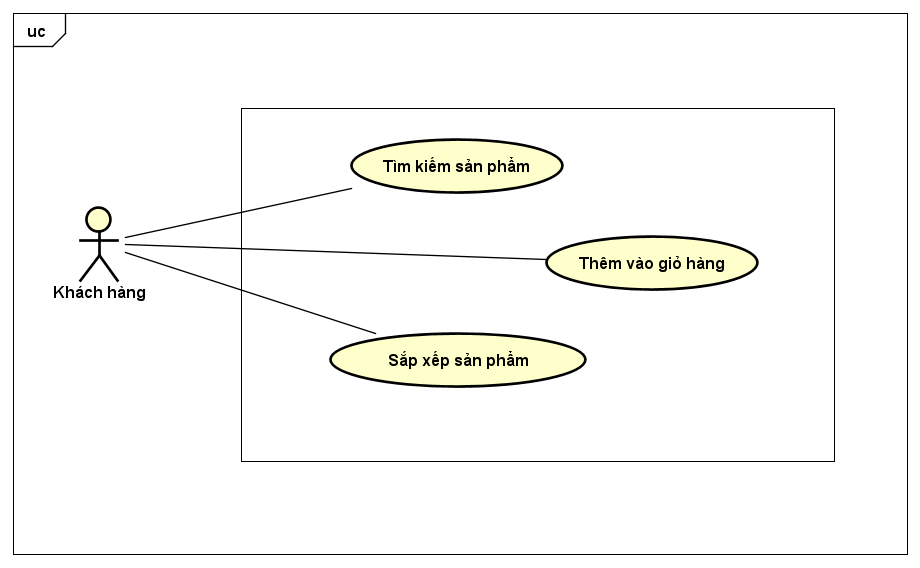 uc
Tìm kiếm sản phẩm
Thêm vào giỏ hàng
Khách hàng
Sắp xếp sản phẩm